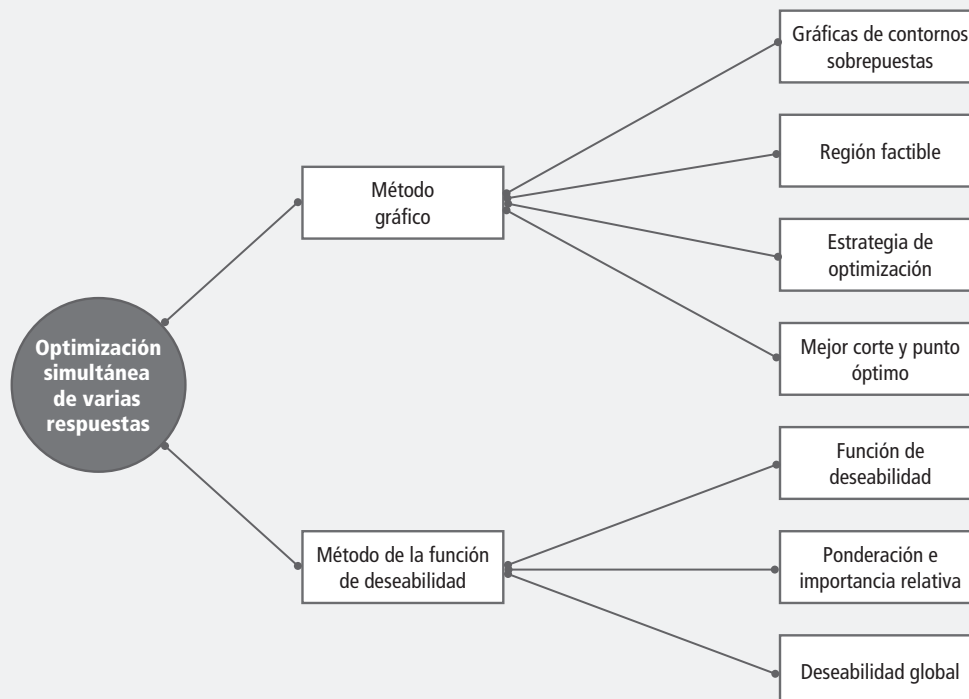 Optimización
simultánea
de varias
respuestas
Método
gráfico
Gráficas de contornos
sobrepuestas
Región factible
Estrategia de
optimización
Mejor corte y punto
óptimo
Método de la función
de deseabilidad
Función de
deseabilidad
Ponderación e
importancia relativa
Deseabilidad global